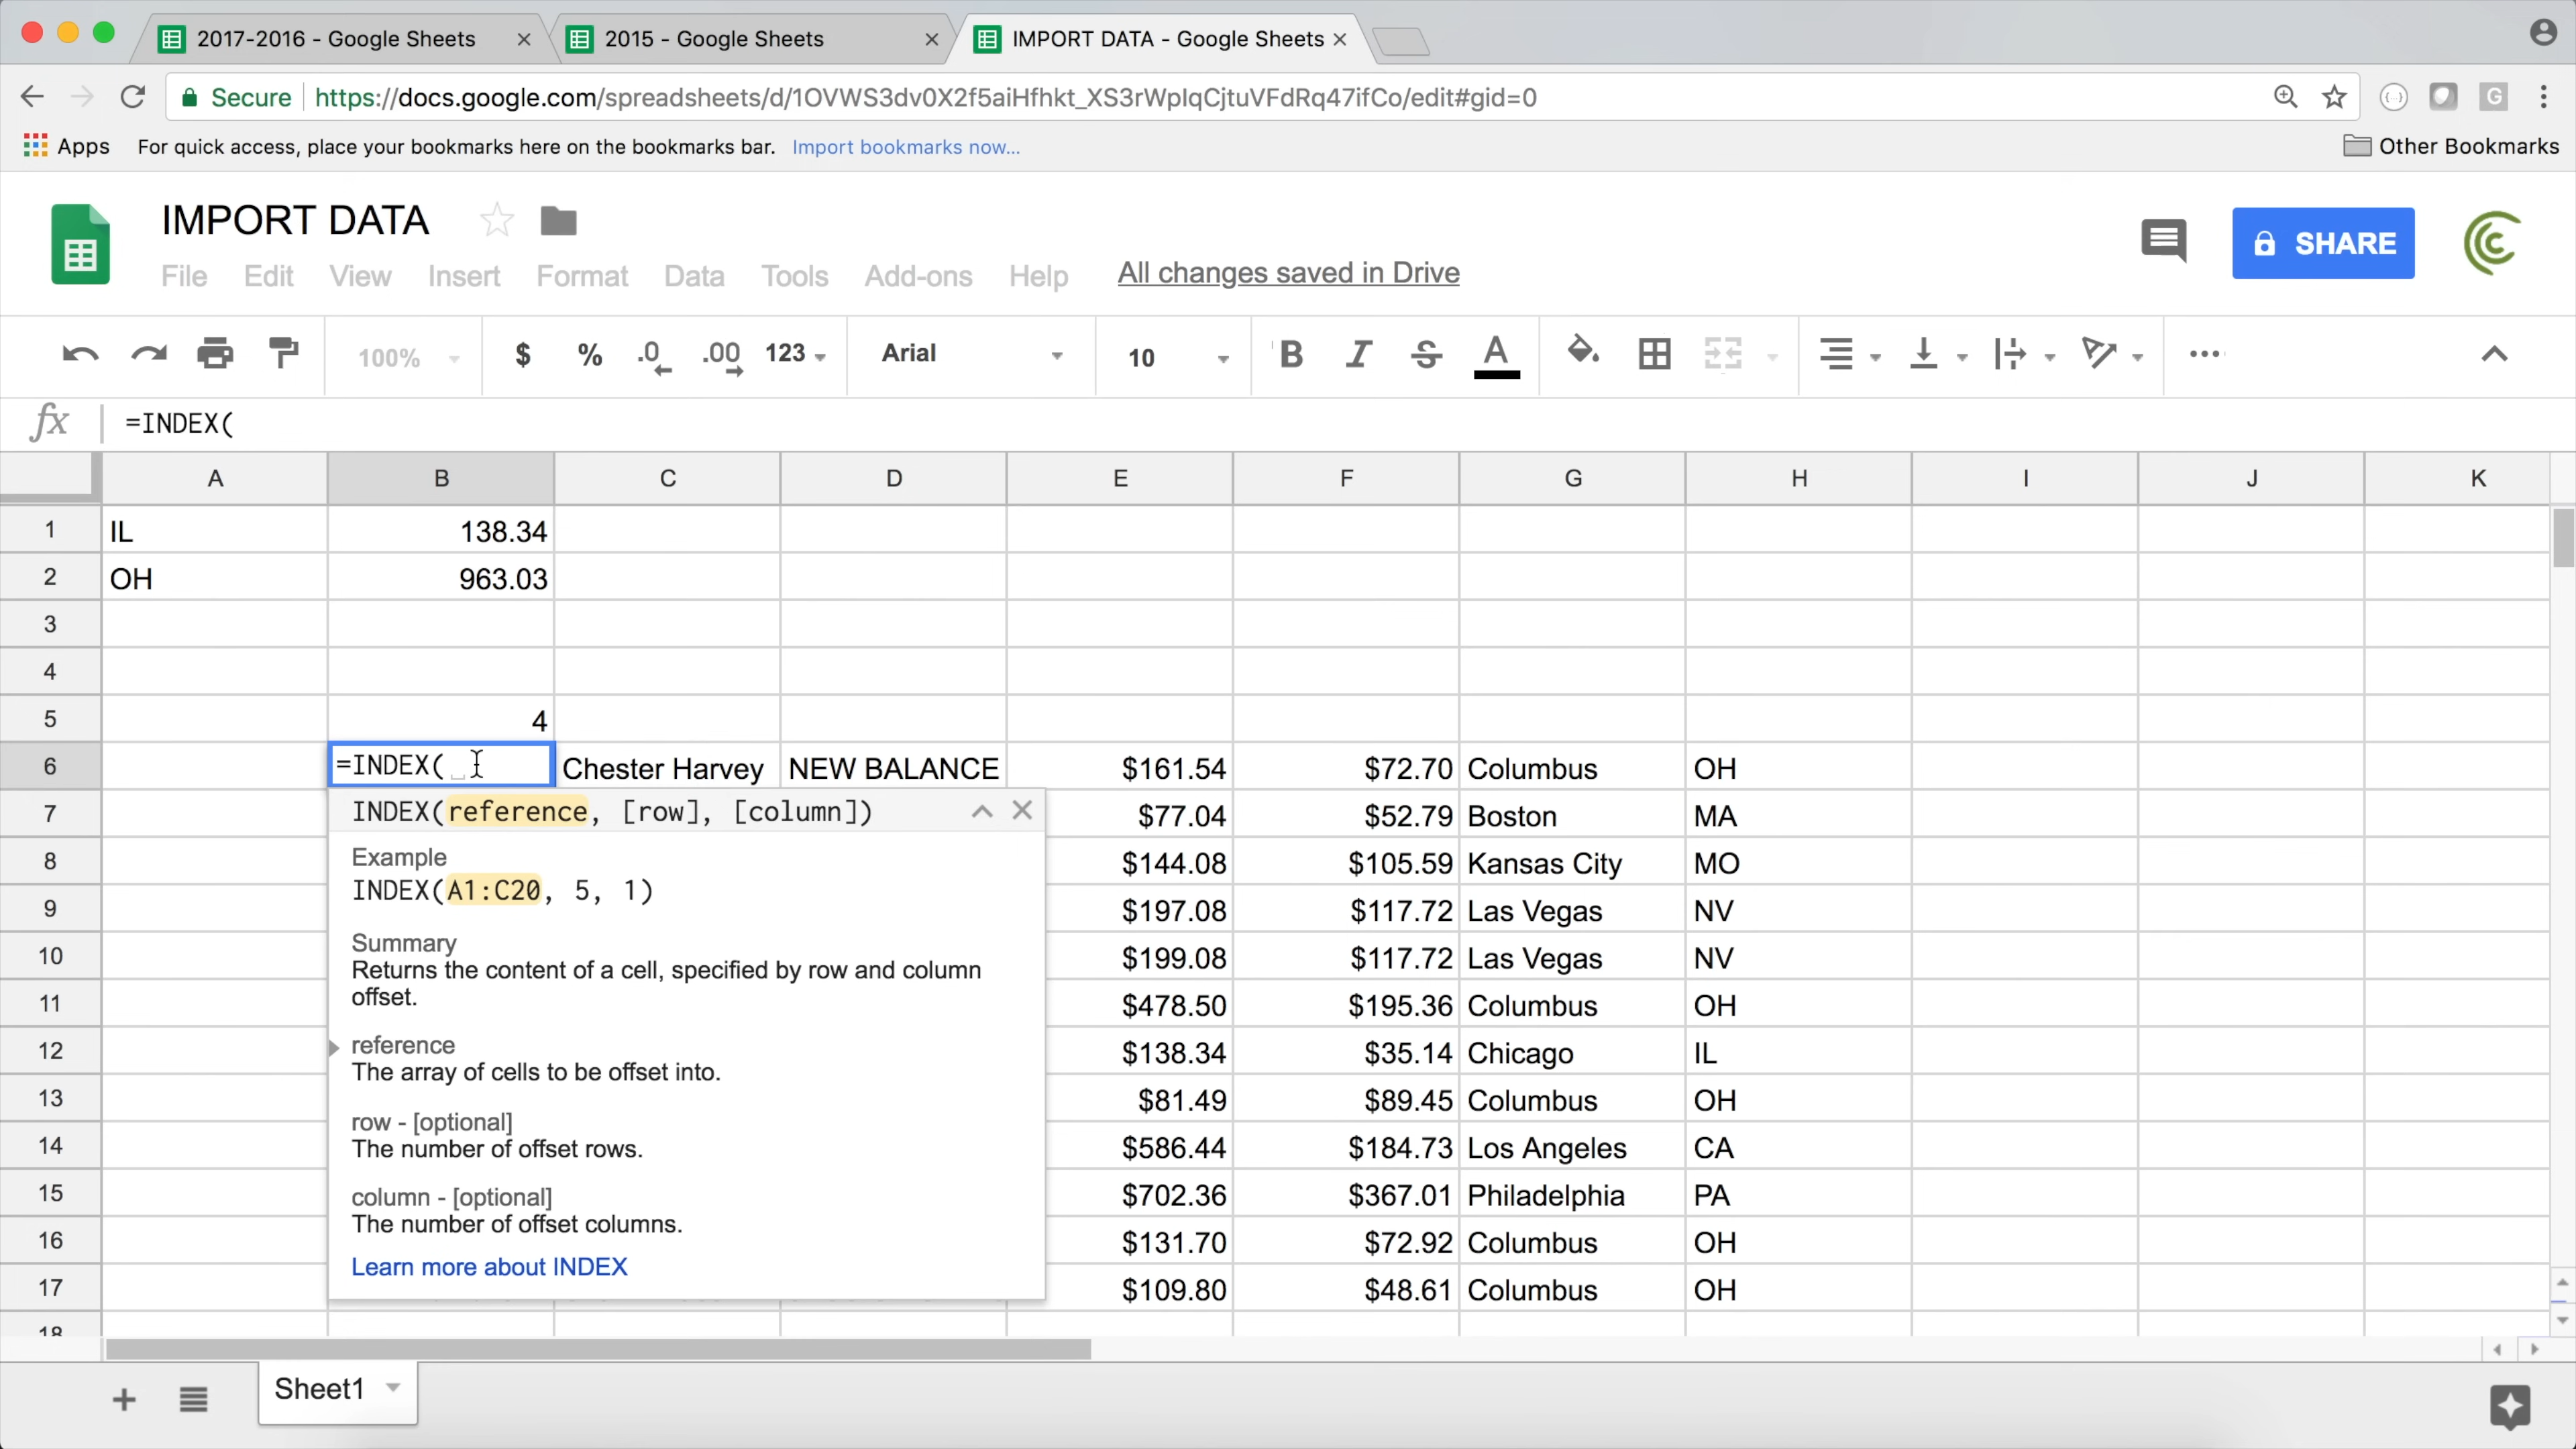 2017-2016 - Google Sheets
2015 - Google Sheets
IMPORT DATA - Google Sheets
Secure https://docs.google.com/spreadsheets/d/1OVWS3dv0X2f5aiHfhkt_XS3rWpIqCjtuVFdRq47ifCo/edit#gid=0
Apps For quick access, place your bookmarks here on the bookmarks bar. Import bookmarks now... Other Bookmarks
IMPORT DATA
SHARE
File Edit View Insert Format Data Tools Add-ons Help All changes saved in Drive
100% $ % .0 .00 123 Arial 10 B I S A
fx =INDEX(
A B C D E F G H I J K
1 IL 138.34
2 OH 963.03
3
4
5 4
6 =INDEX( Chester Harvey NEW BALANCE $161.54 $72.70 Columbus OH
7 $77.04 $52.79 Boston MA
8 $144.08 $105.59 Kansas City MO
9 $197.08 $117.72 Las Vegas NV
10 $199.08 $117.72 Las Vegas NV
11 $478.50 $195.36 Columbus OH
12 $138.34 $35.14 Chicago IL
13 $81.49 $89.45 Columbus OH
14 $586.44 $184.73 Los Angeles CA
15 $702.36 $367.01 Philadelphia PA
16 $131.70 $72.92 Columbus OH
17 $109.80 $48.61 Columbus OH
18
INDEX(reference, [row], [column])
Example
INDEX(A1:C20, 5, 1)
Summary
Returns the content of a cell, specified by row and column
offset.
reference
The array of cells to be offset into.
row - [optional]
The number of offset rows.
column - [optional]
The number of offset columns.
Learn more about INDEX
Sheet1